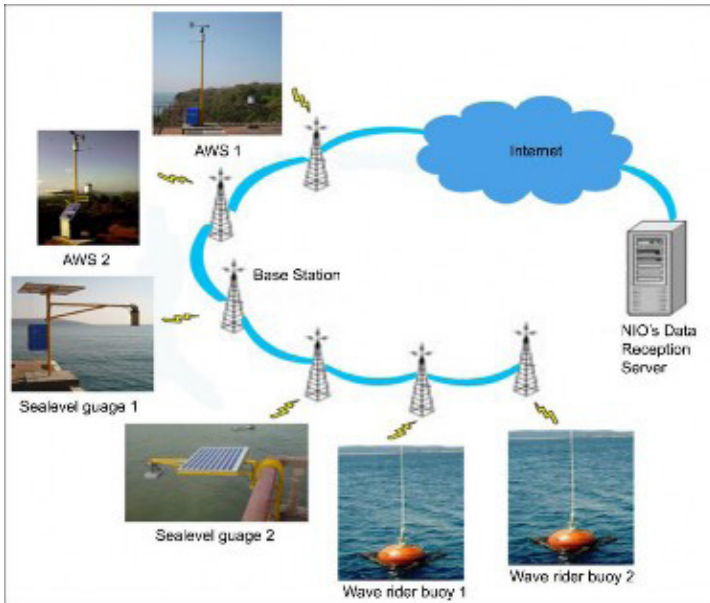 AWS 1
Internet
AWS 2
Base Station
NIO's Data
Reception
Server
Sealevel guage 1
Sealevel guage 2
Wave rider buoy 1
Wave rider buoy 2